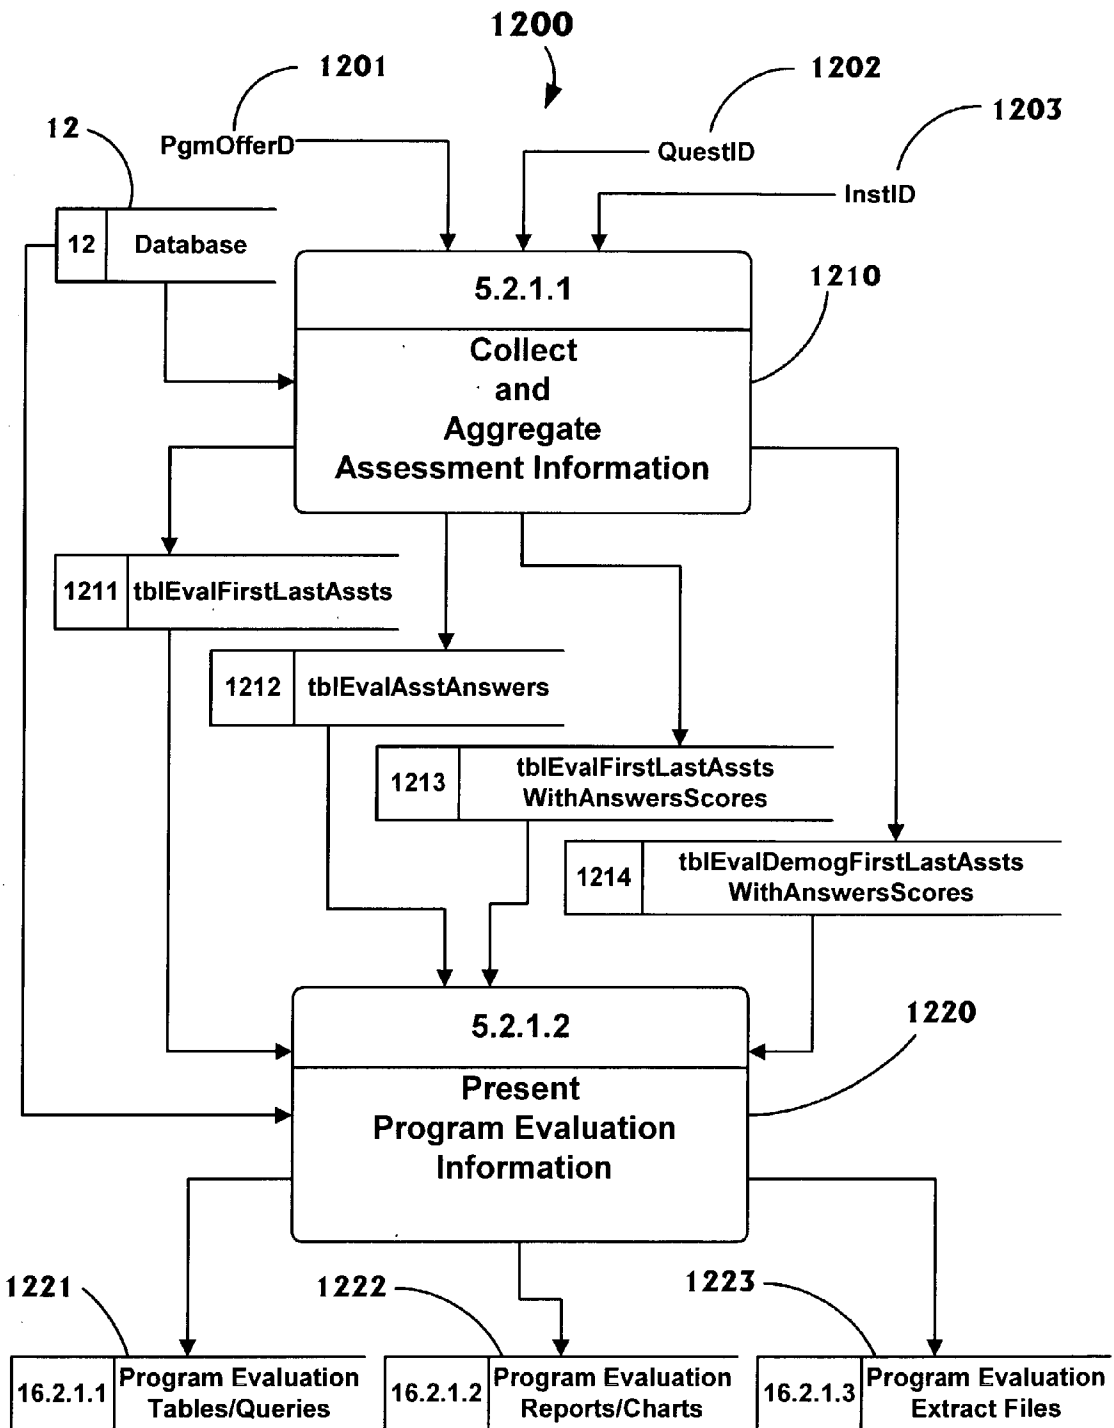 1200
1201
1202
1203
12
PgmOfferD
QuestID
InstID
12 Database
5.2.1.1
1210
Collect
and
Aggregate
Assessment Information
1211 tblEvalFirstLastAssts
1212 tblEvalAsstAnswers
1213 tblEvalFirstLastAssts
WithAnswersScores
1214 tblEvalDemogFirstLastAssts
WithAnswersScores
5.2.1.2
1220
Present
Program Evaluation
Information
1221
1222
1223
16.2.1.1 Program Evaluation
Tables/Queries
16.2.1.2 Program Evaluation
Reports/Charts
16.2.1.3 Program Evaluation
Extract Files